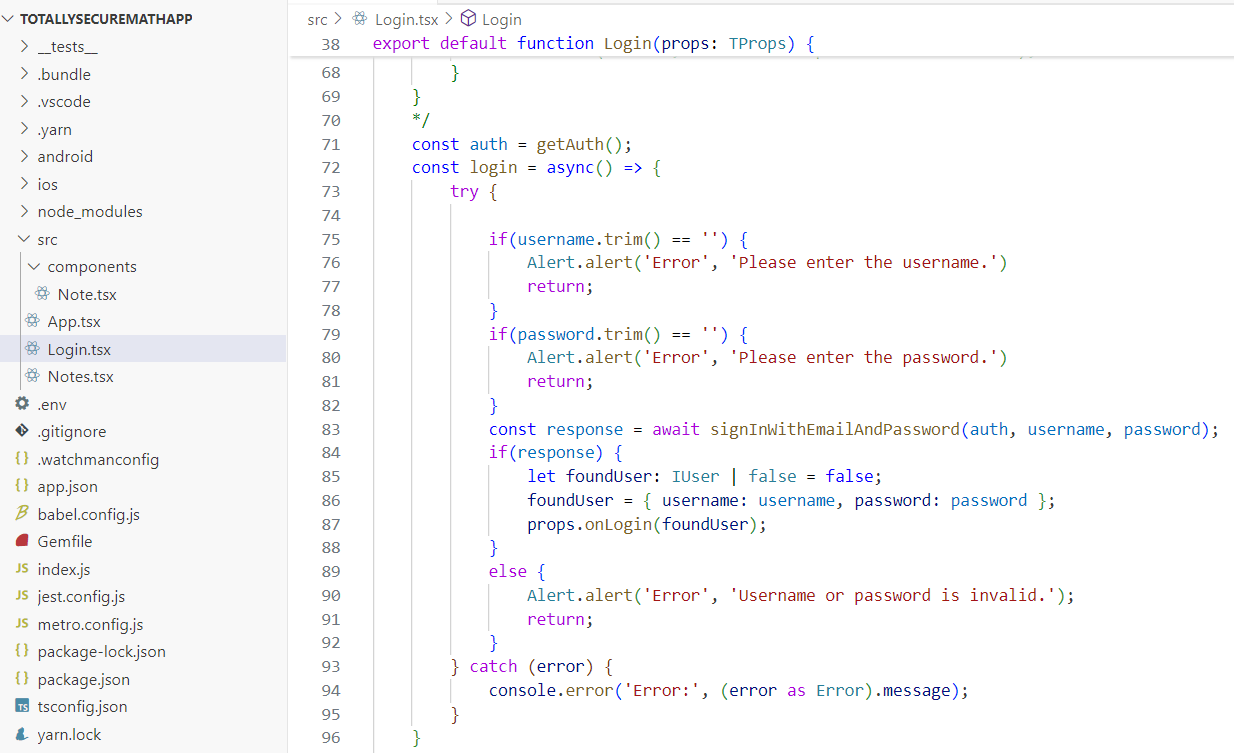 TOTALLYSECUREMATHAPP
__tests__
.bundle
.vscode
.yarn
android
ios
node_modules
src
components
Note.tsx
App.tsx
Login.tsx
Notes.tsx
.env
.gitignore
.watchmanconfig
app.json
babel.config.js
Gemfile
JS index.js
JS jest.config.js
JS metro.config.js
package-lock.json
package.json
TS tsconfig.json
yarn.lock
src > Login.tsx > Login
38 export default function Login(props: TProps) {
68 }
69 }
70 */
71 const auth = getAuth();
72 const login = async() => {
73 try {
74
75 if(username.trim() == '') {
76 Alert.alert('Error', 'Please enter the username.')
77 return;
78 }
79 if(password.trim() == '') {
80 Alert.alert('Error', 'Please enter the password.')
81 return;
82 }
83 const response = await signInWithEmailAndPassword(auth, username, password);
84 if(response) {
85 let foundUser: IUser | false = false;
86 foundUser = { username: username, password: password };
87 props.onLogin(foundUser);
88 }
89 else {
90 Alert.alert('Error', 'Username or password is invalid.');
91 return;
92 }
93 } catch (error) {
94 console.error('Error:', (error as Error).message);
95 }
96 }